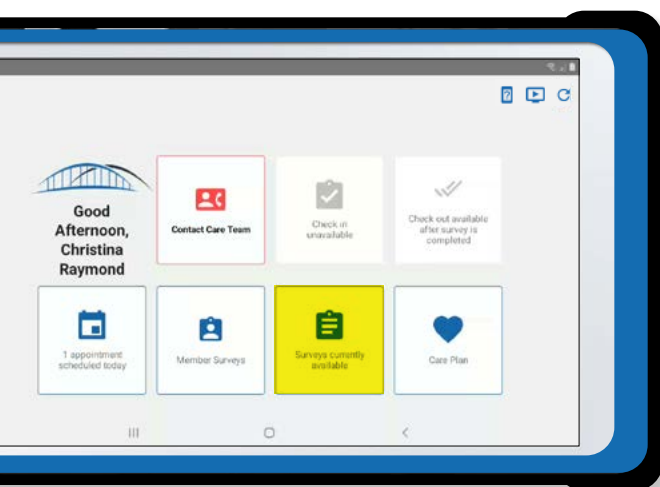 Good
Afternoon,
Christina
Raymond
Contact Care Team
Check in
unavailable
Check out available
after survey is
completed
1 appointment
scheduled today
Member Surveys
Surveys currently
available
Care Plan